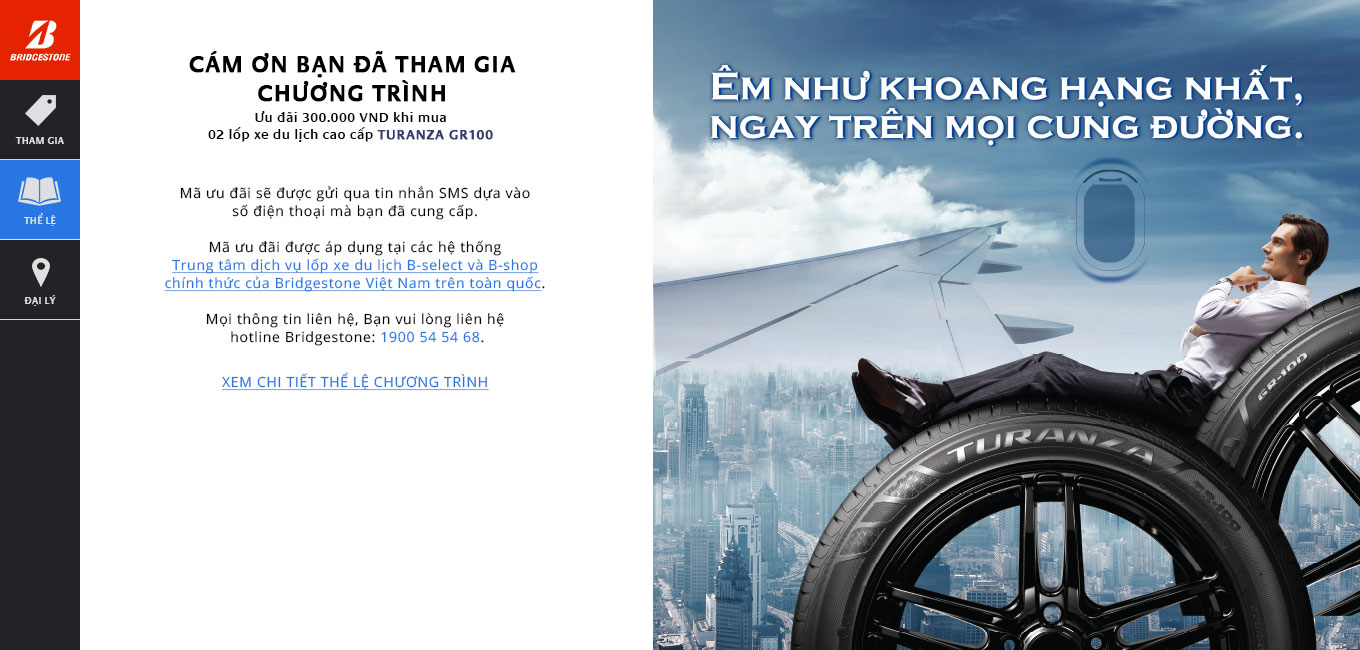 BRIDGESTONE
THAM GIA
THỂ LỆ
ĐẠI LÝ
CÁM ƠN BẠN ĐÃ THAM GIA
CHƯƠNG TRÌNH
Ưu đãi 300.000 VND khi mua
02 lốp xe du lịch cao cấp TURANZA GR100
Mã ưu đãi sẽ được gửi qua tin nhắn SMS dựa vào
số điện thoại mà bạn đã cung cấp.
Mã ưu đãi được áp dụng tại các hệ thống
Trung tâm dịch vụ lốp xe du lịch B-select và B-shop
chính thức của Bridgestone Việt Nam trên toàn quốc.
Mọi thông tin liên hệ, Bạn vui lòng liên hệ
hotline Bridgestone: 1900 54 54 68.
XEM CHI TIẾT THỂ LỆ CHƯƠNG TRÌNH
ÊM NHƯ KHOANG HẠNG NHẤT,
NGAY TRÊN MỌI CUNG ĐƯỜNG.
GR-100
TURANZA
GR-100